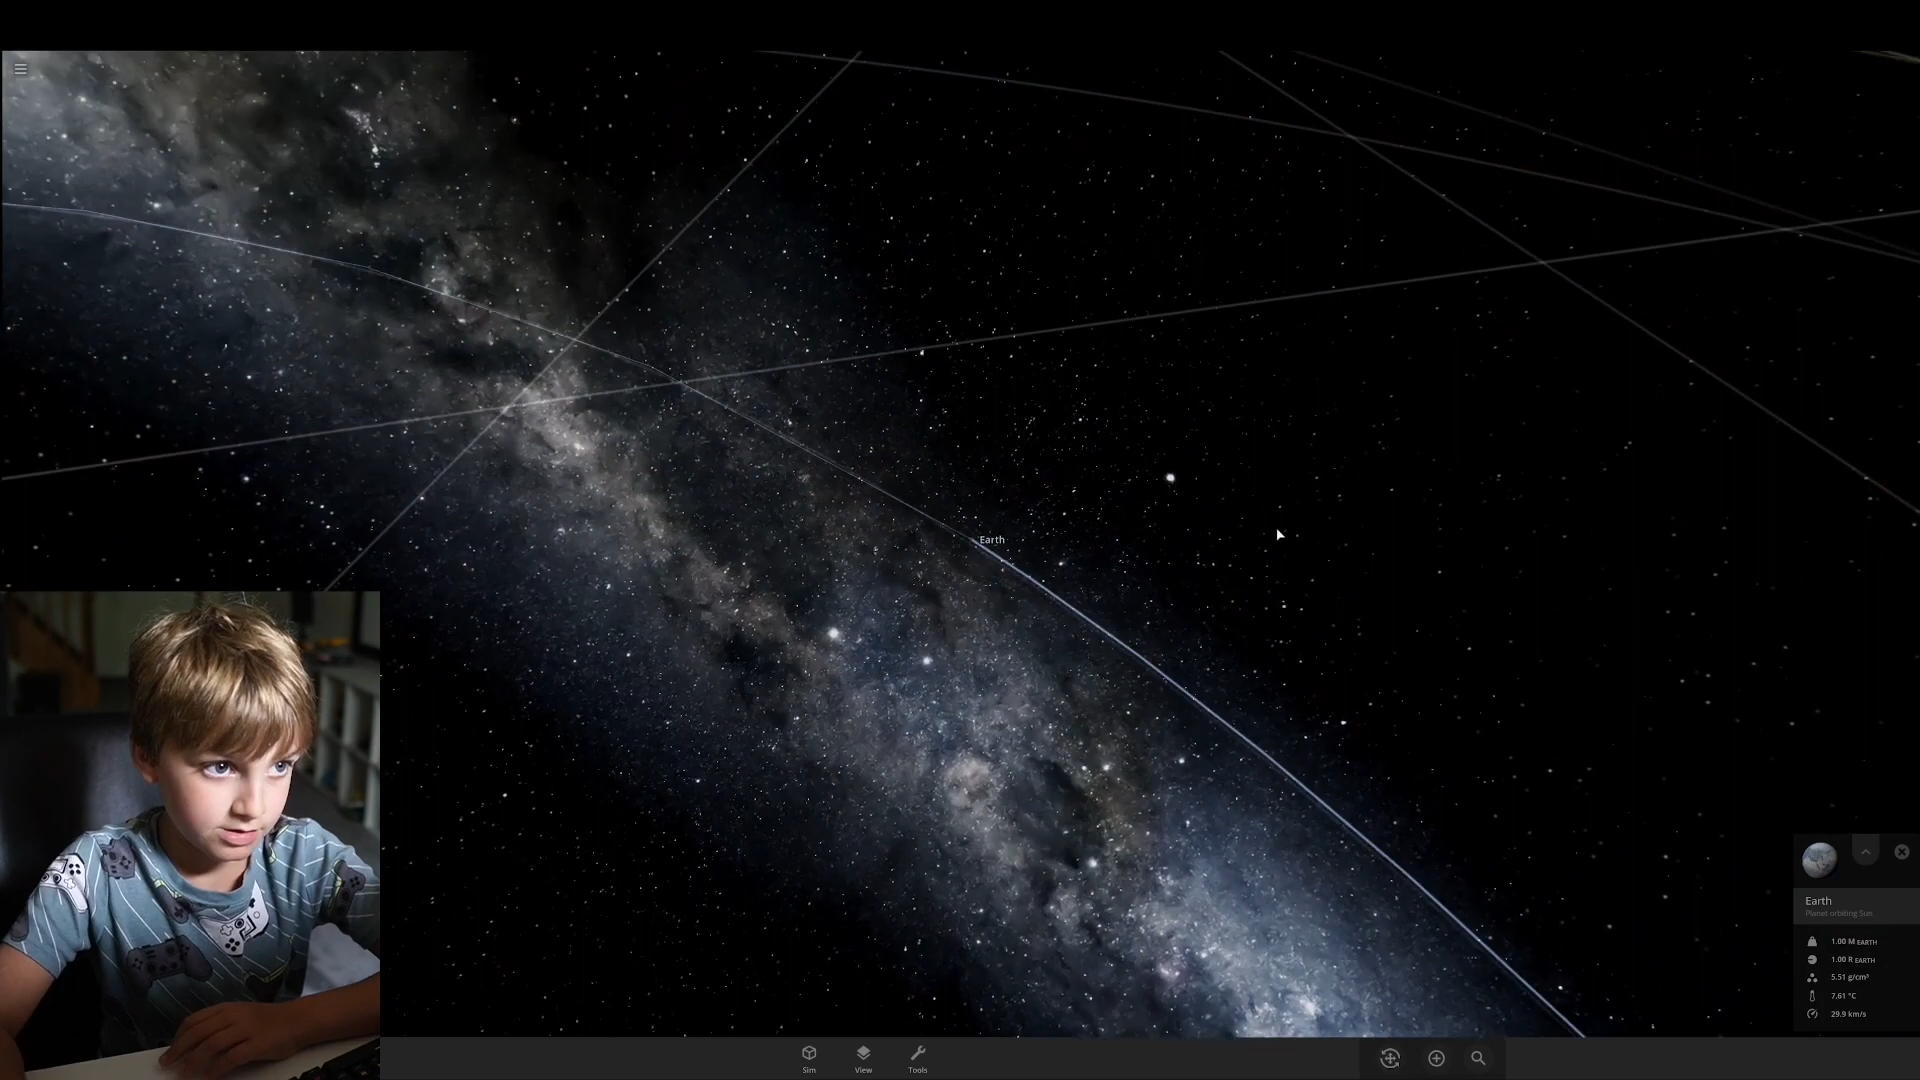 Earth
Earth
Planet orbiting Sun
1.00 M EARTH
1.00 R EARTH
5.51 g/cm³
7.61 °C
29.9 km/s
Sim
View
Tools